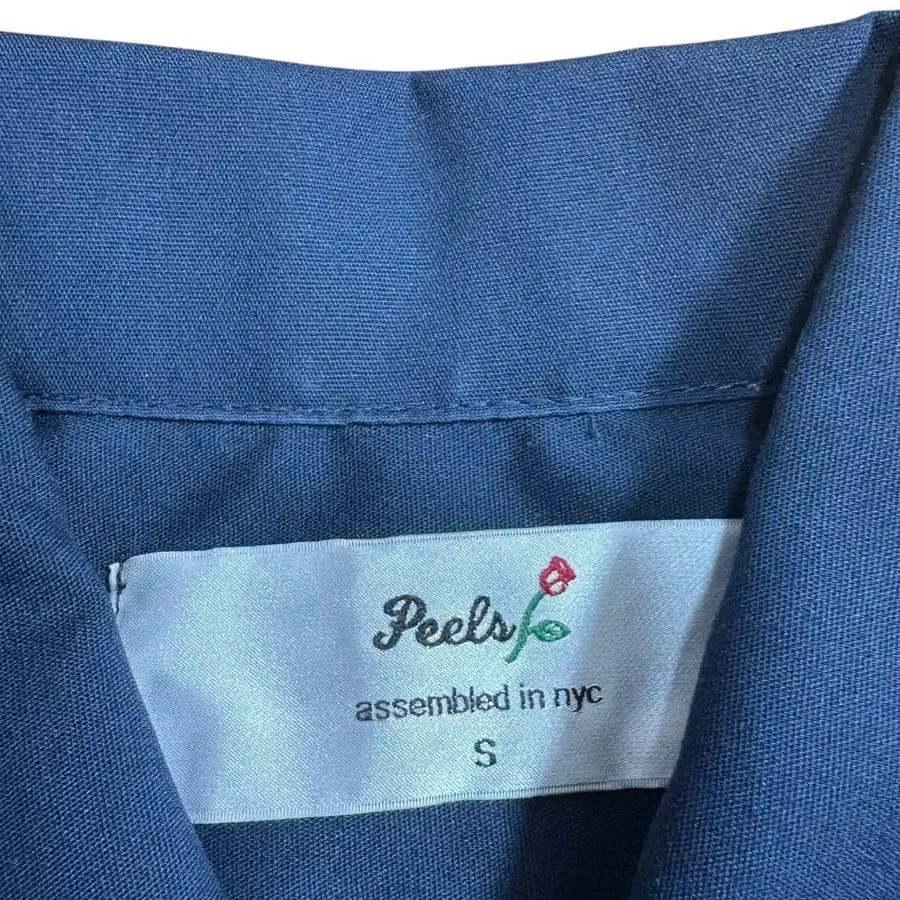 Peels
assembled in nyc
S